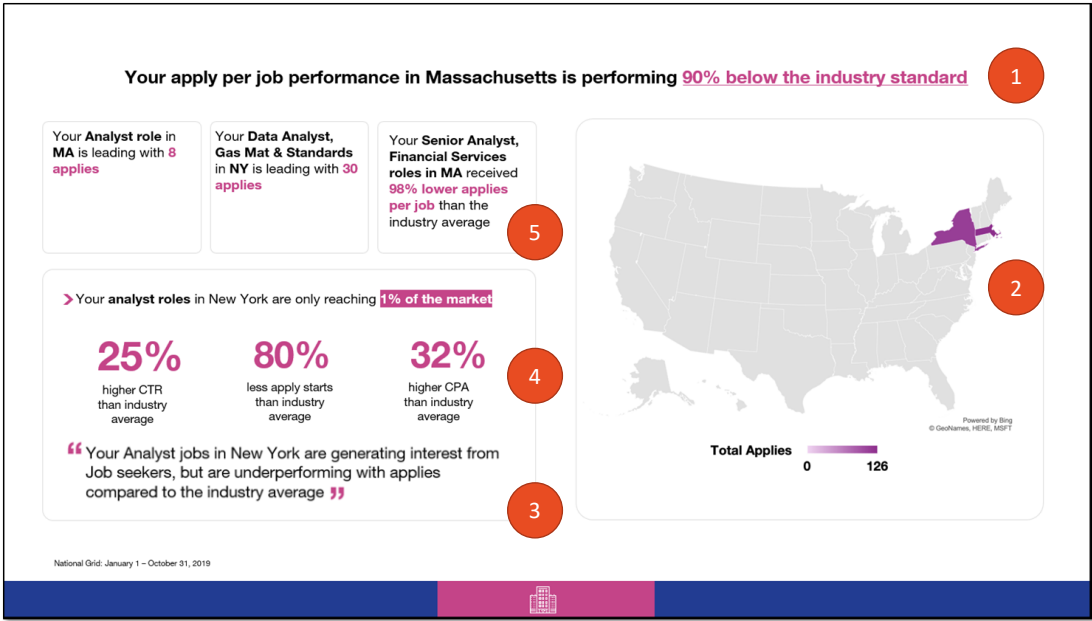 Your apply per job performance in Massachusetts is performing 90% below the industry standard
1
Your Analyst role in
MA is leading with 8
applies
Your Data Analyst,
Gas Mat & Standards
in NY is leading with 30
applies
Your Senior Analyst,
Financial Services
roles in MA received
98% lower applies
per job than the
industry average
5
Your analyst roles in New York are only reaching 1% of the market
25%
higher CTR
than industry
average
80%
less apply starts
than industry
average
32%
higher CPA
than industry
average
4
“ Your Analyst jobs in New York are generating interest from
Job seekers, but are underperforming with applies
compared to the industry average ”
3
2
Powered by Bing
© GeoNames, HERE, MSFT
Total Applies
0 126
National Grid: January 1 – October 31, 2019